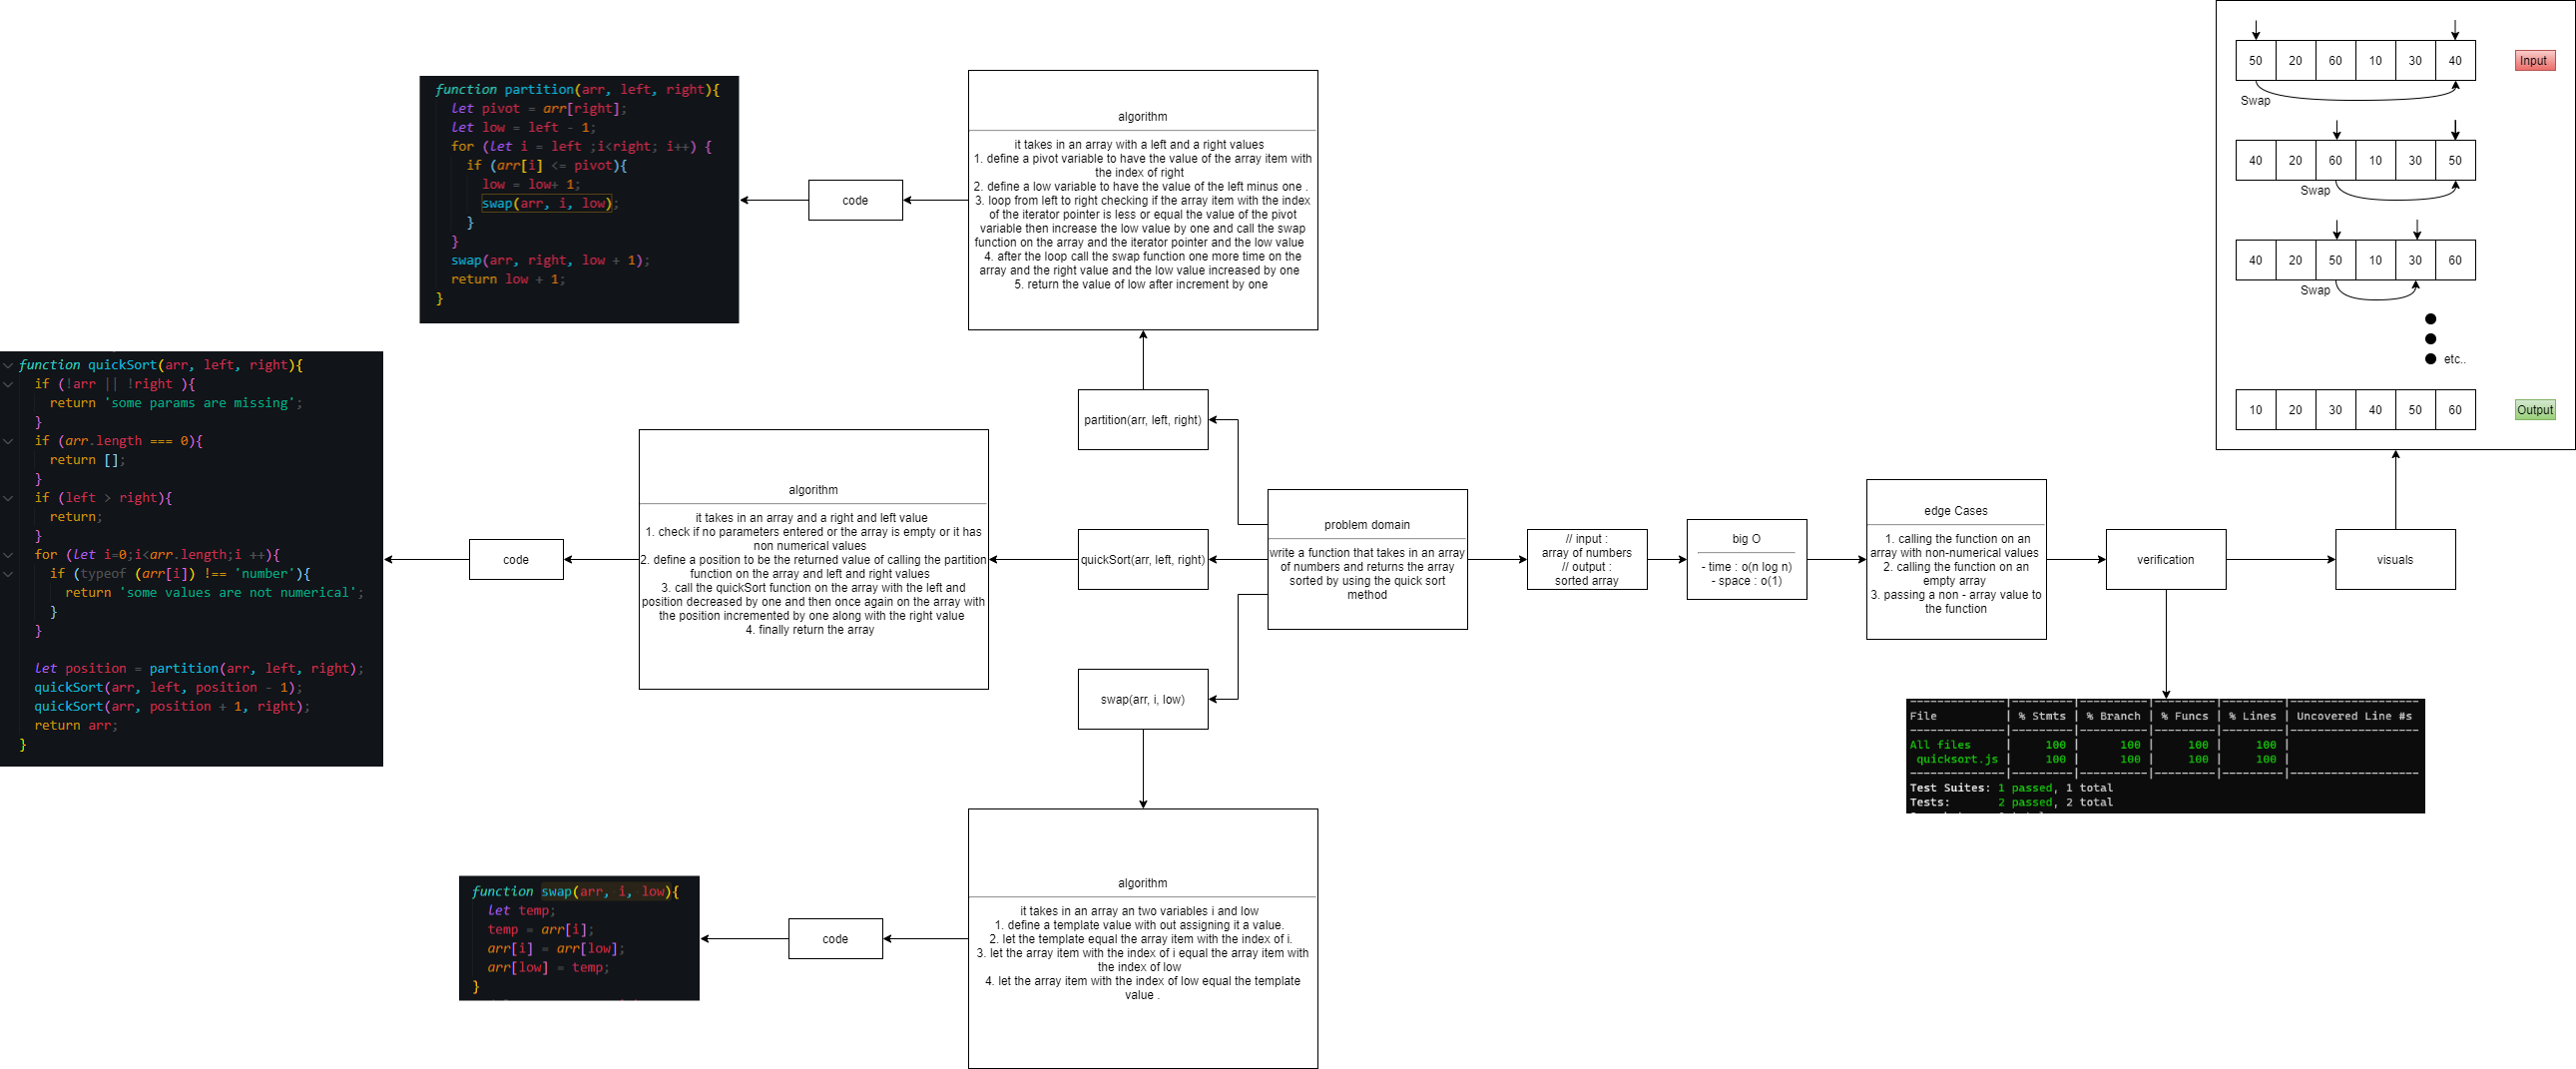 function partition(arr, left, right){
let pivot = arr[right];
let low = left - 1;
for (let i = left ;i<right; i++) {
if (arr[i] <= pivot){
low = low+ 1;
swap(arr, i, low);
}
}
swap(arr, right, low + 1);
return low + 1;
}
code
algorithm
it takes in an array with a left and a right values
1. define a pivot variable to have the value of the array item with
the index of right
2. define a low variable to have the value of the left minus one .
3. loop from left to right checking if the array item with the index
of the iterator pointer is less or equal the value of the pivot
variable then increase the low value by one and call the swap
function on the array and the iterator pointer and the low value
4. after the loop call the swap function one more time on the
array and the right value and the low value increased by one
5. return the value of low after increment by one
partition(arr, left, right)
function quickSort(arr, left, right){
if (!arr || !right ){
return 'some params are missing';
}
if (arr.length === 0){
return [];
}
if (left > right){
return;
}
for (let i=0;i<arr.length;i ++){
if (typeof (arr[i]) !== 'number'){
return 'some values are not numerical';
}
}
let position = partition(arr, left, right);
quickSort(arr, left, position - 1);
quickSort(arr, position + 1, right);
return arr;
}
code
algorithm
it takes in an array and a right and left value
1. check if no parameters entered or the array is empty or it has
non numerical values
2. define a position to be the returned value of calling the partition
function on the array and left and right values
3. call the quickSort function on the array with the left and
position decreased by one and then once again on the array with
the position incremented by one along with the right value
4. finally return the array
quickSort(arr, left, right)
problem domain
write a function that takes in an array
of numbers and returns the array
sorted by using the quick sort
method
// input :
array of numbers
// output :
sorted array
big O
- time : o(n log n)
- space : o(1)
edge Cases
1. calling the function on an
array with non-numerical values
2. calling the function on an
empty array
3. passing a non - array value to
the function
verification
visuals
50 20 60 10 30 40
Input
Swap
40 20 60 10 30 50
Swap
40 20 50 10 30 60
Swap
etc..
10 20 30 40 50 60
Output
File | % Stmts | % Branch | % Funcs | % Lines | Uncovered Line #s
All files | 100 | 100 | 100 | 100 |
quicksort.js | 100 | 100 | 100 | 100 |
Test Suites: 1 passed, 1 total
Tests: 2 passed, 2 total
swap(arr, i, low)
function swap(arr, i, low){
let temp;
temp = arr[i];
arr[i] = arr[low];
arr[low] = temp;
}
code
algorithm
it takes in an array an two variables i and low
1. define a template value with out assigning it a value.
2. let the template equal the array item with the index of i.
3. let the array item with the index of i equal the array item with
the index of low
4. let the array item with the index of low equal the template
value .